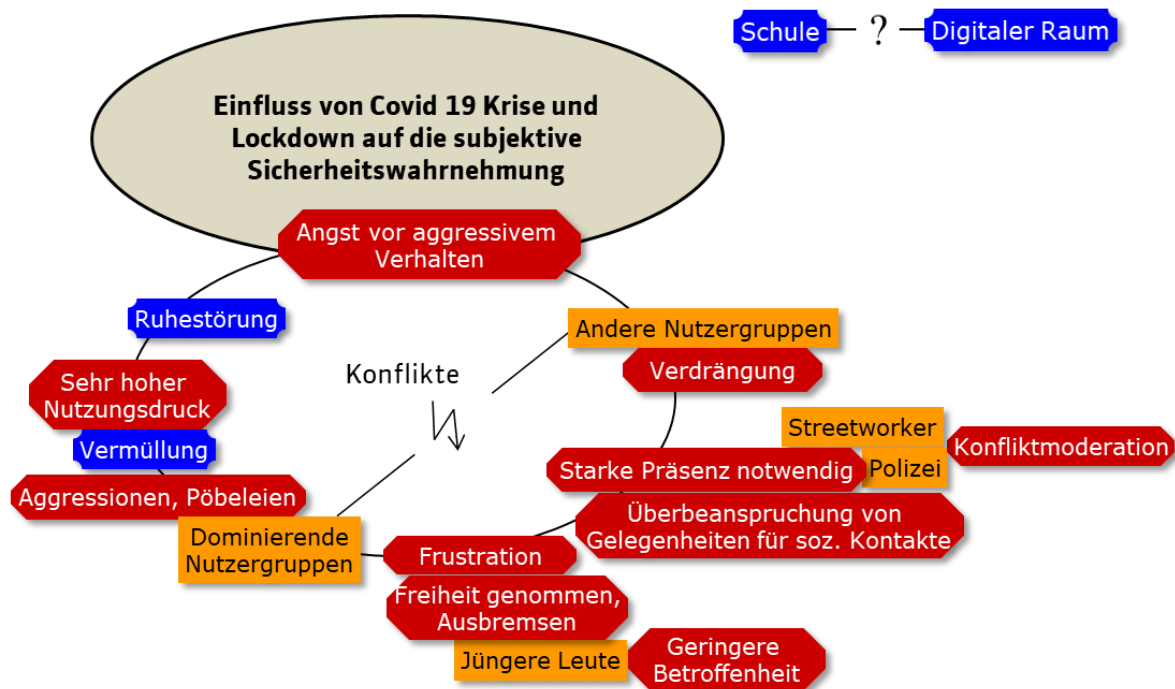 Schule
?
Digitaler Raum
Einfluss von Covid 19 Krise und
Lockdown auf die subjektive
Sicherheitswahrnehmung
Angst vor aggressivem
Verhalten
Ruhestörung
Andere Nutzergruppen
Verdrängung
Konflikte
Sehr hoher
Nutzungsdruck
Vermüllung
Aggressionen, Pöbeleien
Streetworker
Polizei
Konfliktmoderation
Starke Präsenz notwendig
Überbeanspruchung von
Gelegenheiten für soz. Kontakte
Dominierende
Nutzergruppen
Frustration
Freiheit genommen,
Ausbremsen
Jüngere Leute
Geringere
Betroffenheit